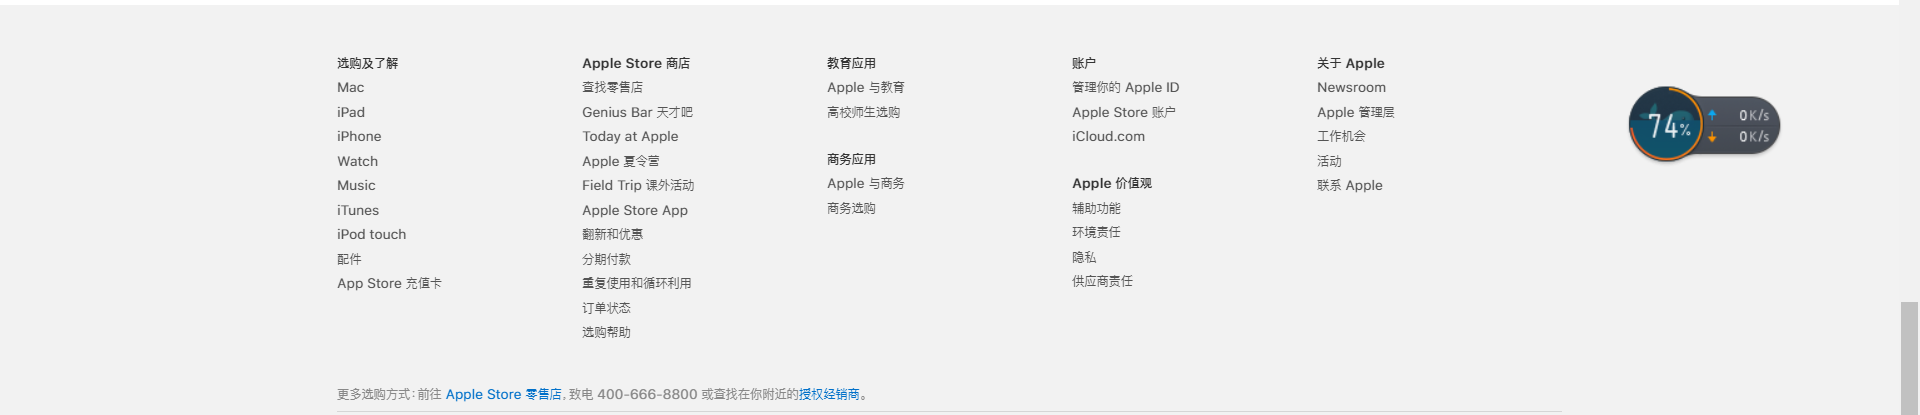 选购及了解
Mac
iPad
iPhone
Watch
Music
iTunes
iPod touch
配件
App Store 充值卡
Apple Store 商店
查找零售店
Genius Bar 天才吧
Today at Apple
Apple 夏令营
Field Trip 课外活动
Apple Store App
翻新和优惠
分期付款
重复使用和循环利用
订单状态
选购帮助
教育应用
Apple 与教育
高校师生选购
商务应用
Apple 与商务
商务选购
账户
管理你的 Apple ID
Apple Store 账户
iCloud.com
Apple 价值观
辅助功能
环境责任
隐私
供应商责任
关于 Apple
Newsroom
Apple 管理层
工作机会
活动
联系 Apple
74%
0K/s
0K/s
更多选购方式：前往 Apple Store 零售店，致电 400-666-8800 或查找在你附近的授权经销商。